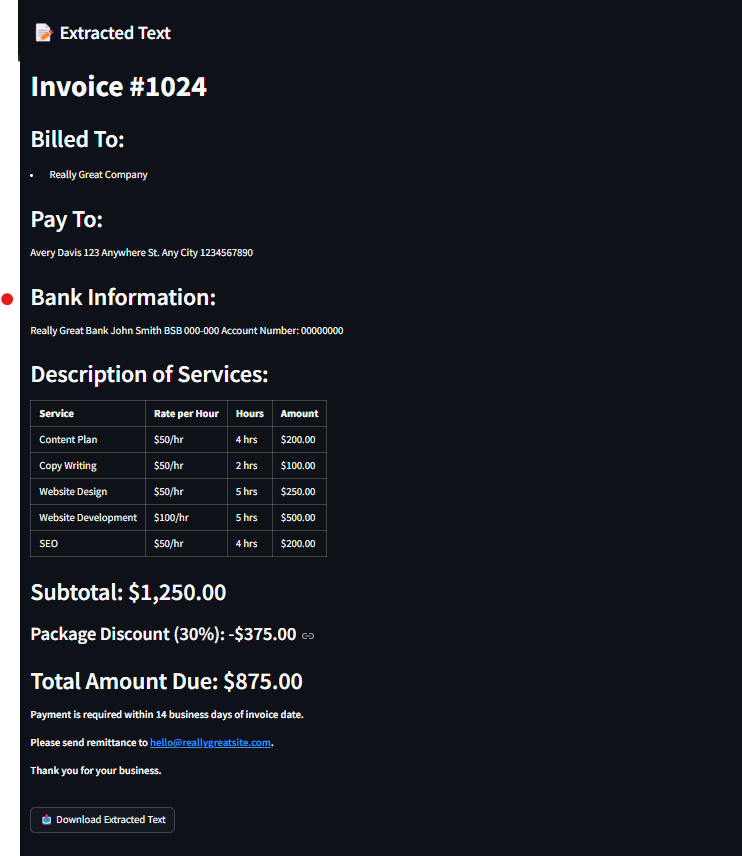 Extracted Text
Invoice #1024
Billed To:
• Really Great Company
Pay To:
Avery Davis 123 Anywhere St. Any City 1234567890
Bank Information:
Really Great Bank John Smith BSB 000-000 Account Number: 00000000
Description of Services:
Service Rate per Hour Hours Amount
Content Plan $50/hr 4 hrs $200.00
Copy Writing $50/hr 2 hrs $100.00
Website Design $50/hr 5 hrs $250.00
Website Development $100/hr 5 hrs $500.00
SEO $50/hr 4 hrs $200.00
Subtotal: $1,250.00
Package Discount (30%): -$375.00
Total Amount Due: $875.00
Payment is required within 14 business days of invoice date.
Please send remittance to hello@reallygreatsite.com.
Thank you for your business.
Download Extracted Text